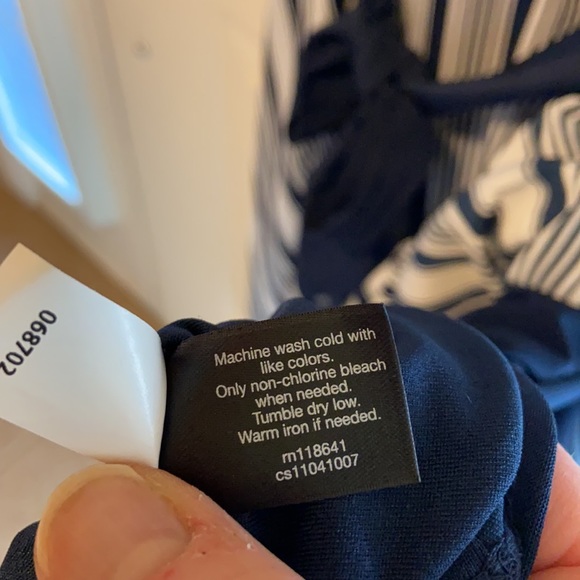 068702
Machine wash cold with
like colors.
Only non-chlorine bleach
when needed.
Tumble dry low.
Warm iron if needed.
rn118641
cs11041007